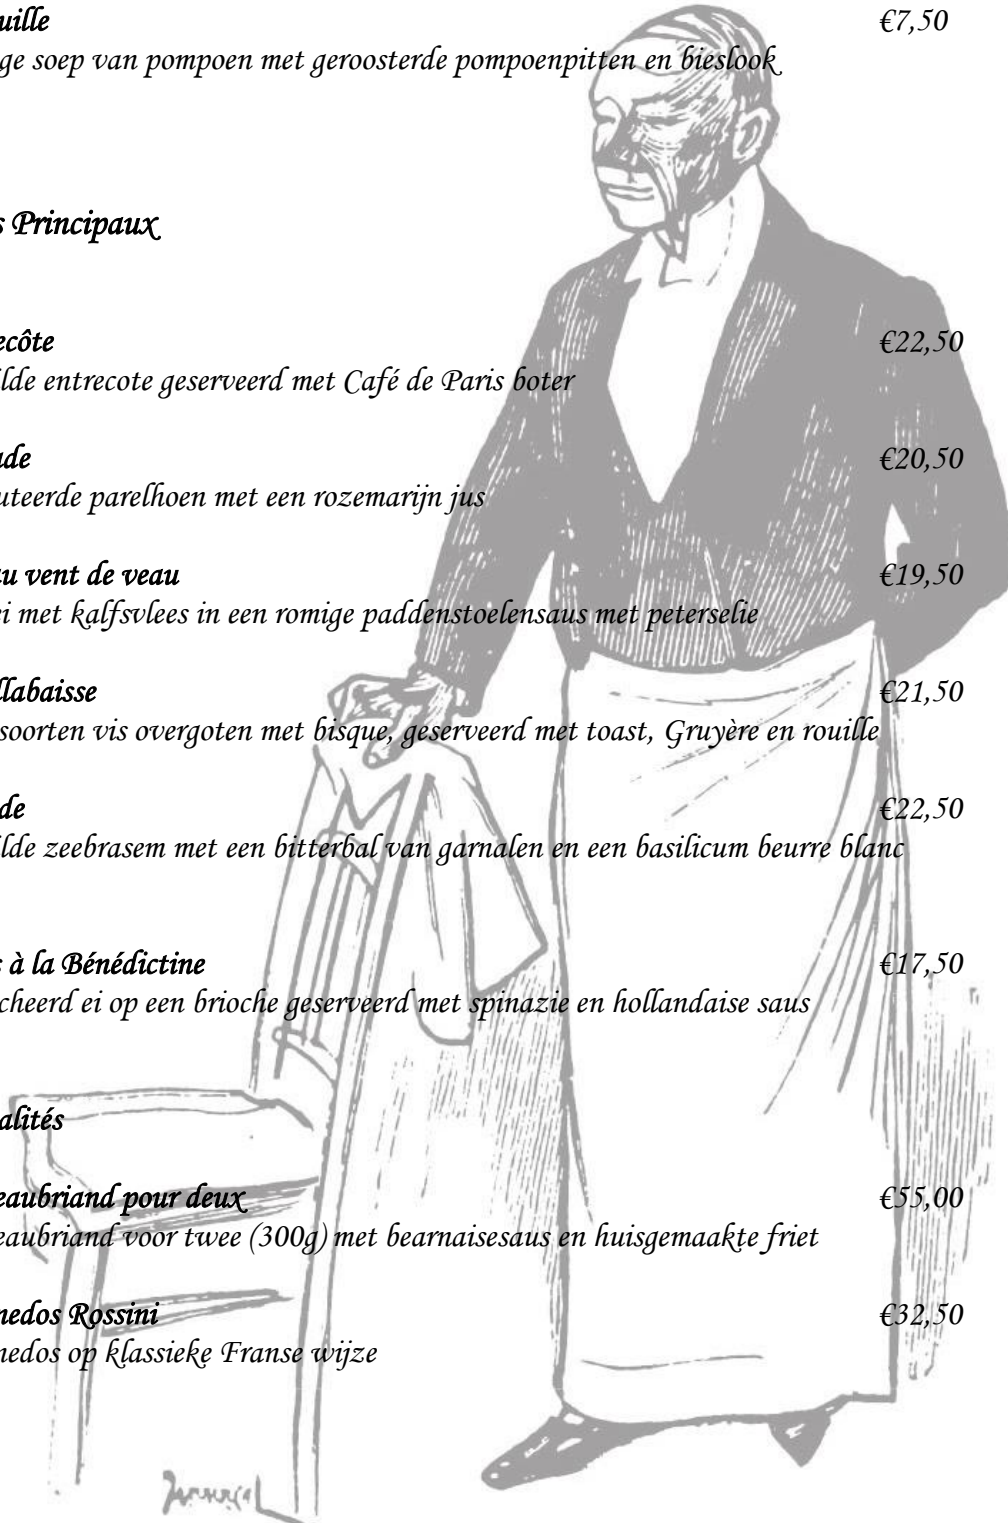 uille €7,50
ge soep van pompoen met geroosterde pompoenpitten en bieslook
s Principaux
ecôte €22,50
lde entrecote geserveerd met Café de Paris boter
ade €20,50
uteerde parelhoen met een rozemarijn jus
au vent de veau €19,50
ei met kalfsvlees in een romige paddenstoelensaus met peterselie
llabaisse €21,50
soorten vis overgoten met bisque, geserveerd met toast, Gruyère en rouille
de €22,50
lde zeebrasem met een bitterbal van garnalen en een basilicum beurre blanc
s à la Bénédictine €17,50
cheerd ei op een brioche geserveerd met spinazie en hollandaise saus
alités
eaubriand pour deux €55,00
eaubriand voor twee (300g) met bearnaisesaus en huisgemaakte friet
nedos Rossini €32,50
nedos op klassieke Franse wijze